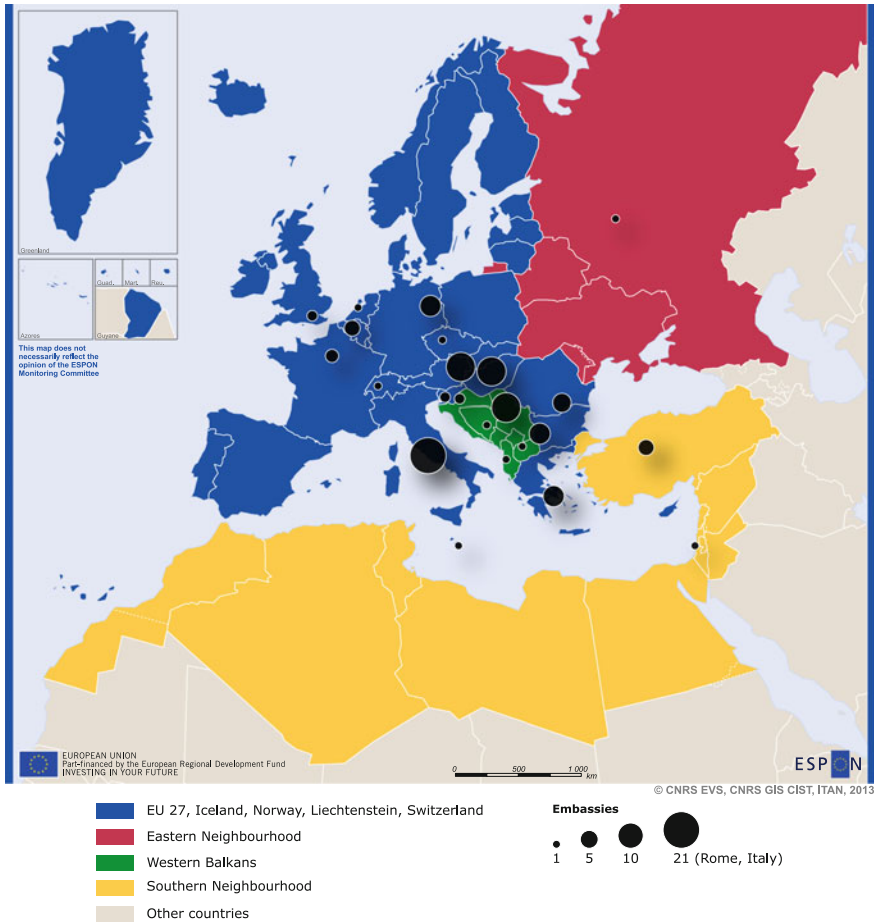 Greenland
Azores
Guad.
Mart.
Reu.
Guyane
This map does not
necessarily reflect the
opinion of the ESPON
Monitoring Committee
EUROPEAN UNION
Part-financed by the European Regional Development Fund
INVESTING IN YOUR FUTURE
0 500 1 000
km
ESPON
© CNRS EVS, CNRS GIS CIST, ITAN, 2013
EU 27, Iceland, Norway, Liechtenstein, Switzerland
Eastern Neighbourhood
Western Balkans
Southern Neighbourhood
Other countries
Embassies
1 5 10 21 (Rome, Italy)